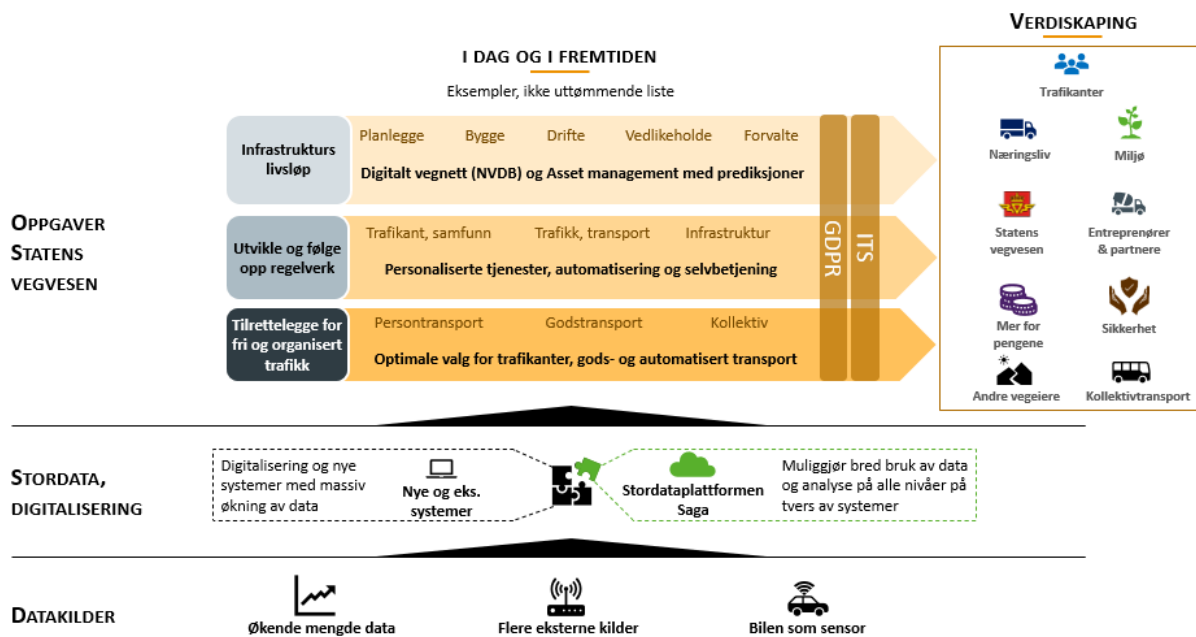 VERDISKAPING
I DAG OG I FREMTIDEN
Eksempler, ikke uttømmende liste
Trafikanter
Næringsliv
Miljø
Statens
vegvesen
Entreprenører
& partnere
Mer for
pengene
Sikkerhet
Andre vegeiere
Kollektivtransport
OPPGAVER
STATENS
VEGVESEN
Infrastrukturs
livsløp
Planlegge Bygge Drifte Vedlikeholde Forvalte
Digitalt vegnett (NVDB) og Asset management med prediksjoner
Utvikle og følge
opp regelverk
Trafikant, samfunn Trafikk, transport Infrastruktur
Personaliserte tjenester, automatisering og selvbetjening
Tilrettelegge for
fri og organisert
trafikk
Persontransport Godstransport Kollektiv
Optimale valg for trafikanter, gods- og automatisert transport
GDPR
ITS
STORDATA,
DIGITALISERING
Digitalisering og nye
systemer med massiv
økning av data
Nye og eks.
systemer
Stordataplattformen
Saga
Muliggjør bred bruk av data
og analyse på alle nivåer på
tvers av systemer
DATAKILDER
Økende mengde data
Flere eksterne kilder
Bilen som sensor